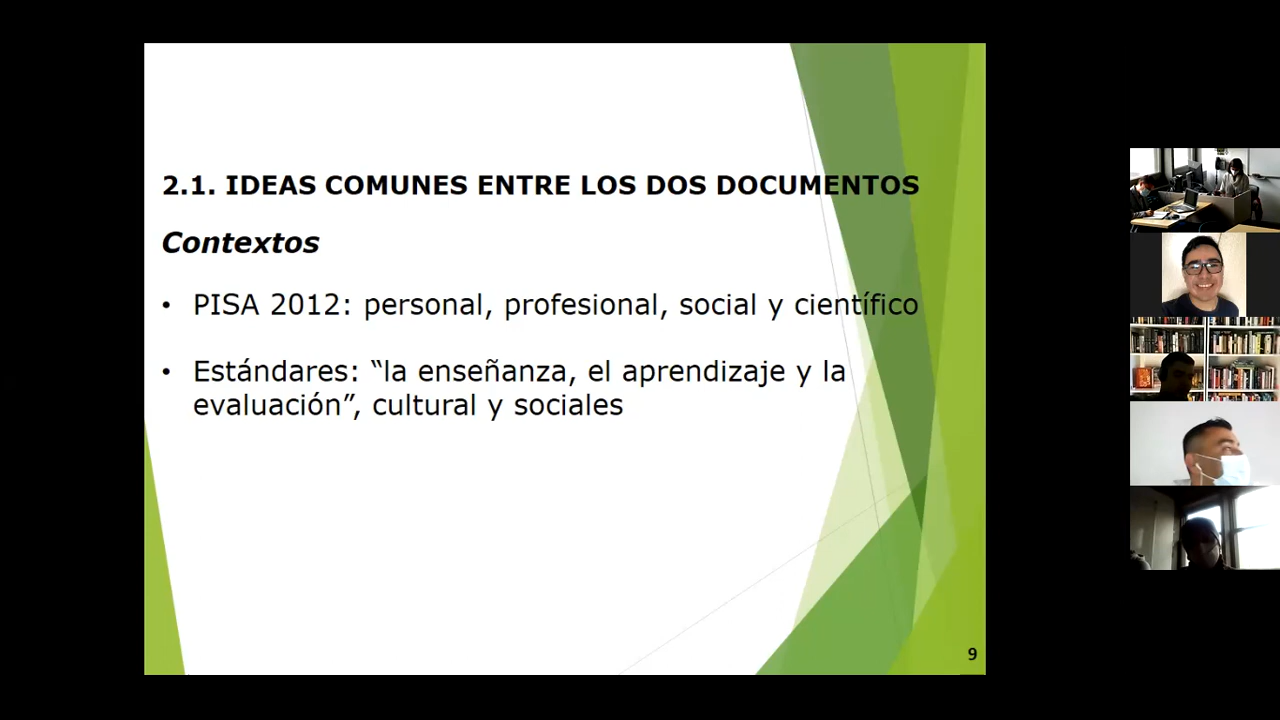 2.1. IDEAS COMUNES ENTRE LOS DOS DOCUMENTOS
Contextos
• PISA 2012: personal, profesional, social y científico
• Estándares: “la enseñanza, el aprendizaje y la
evaluación”, cultural y sociales
9